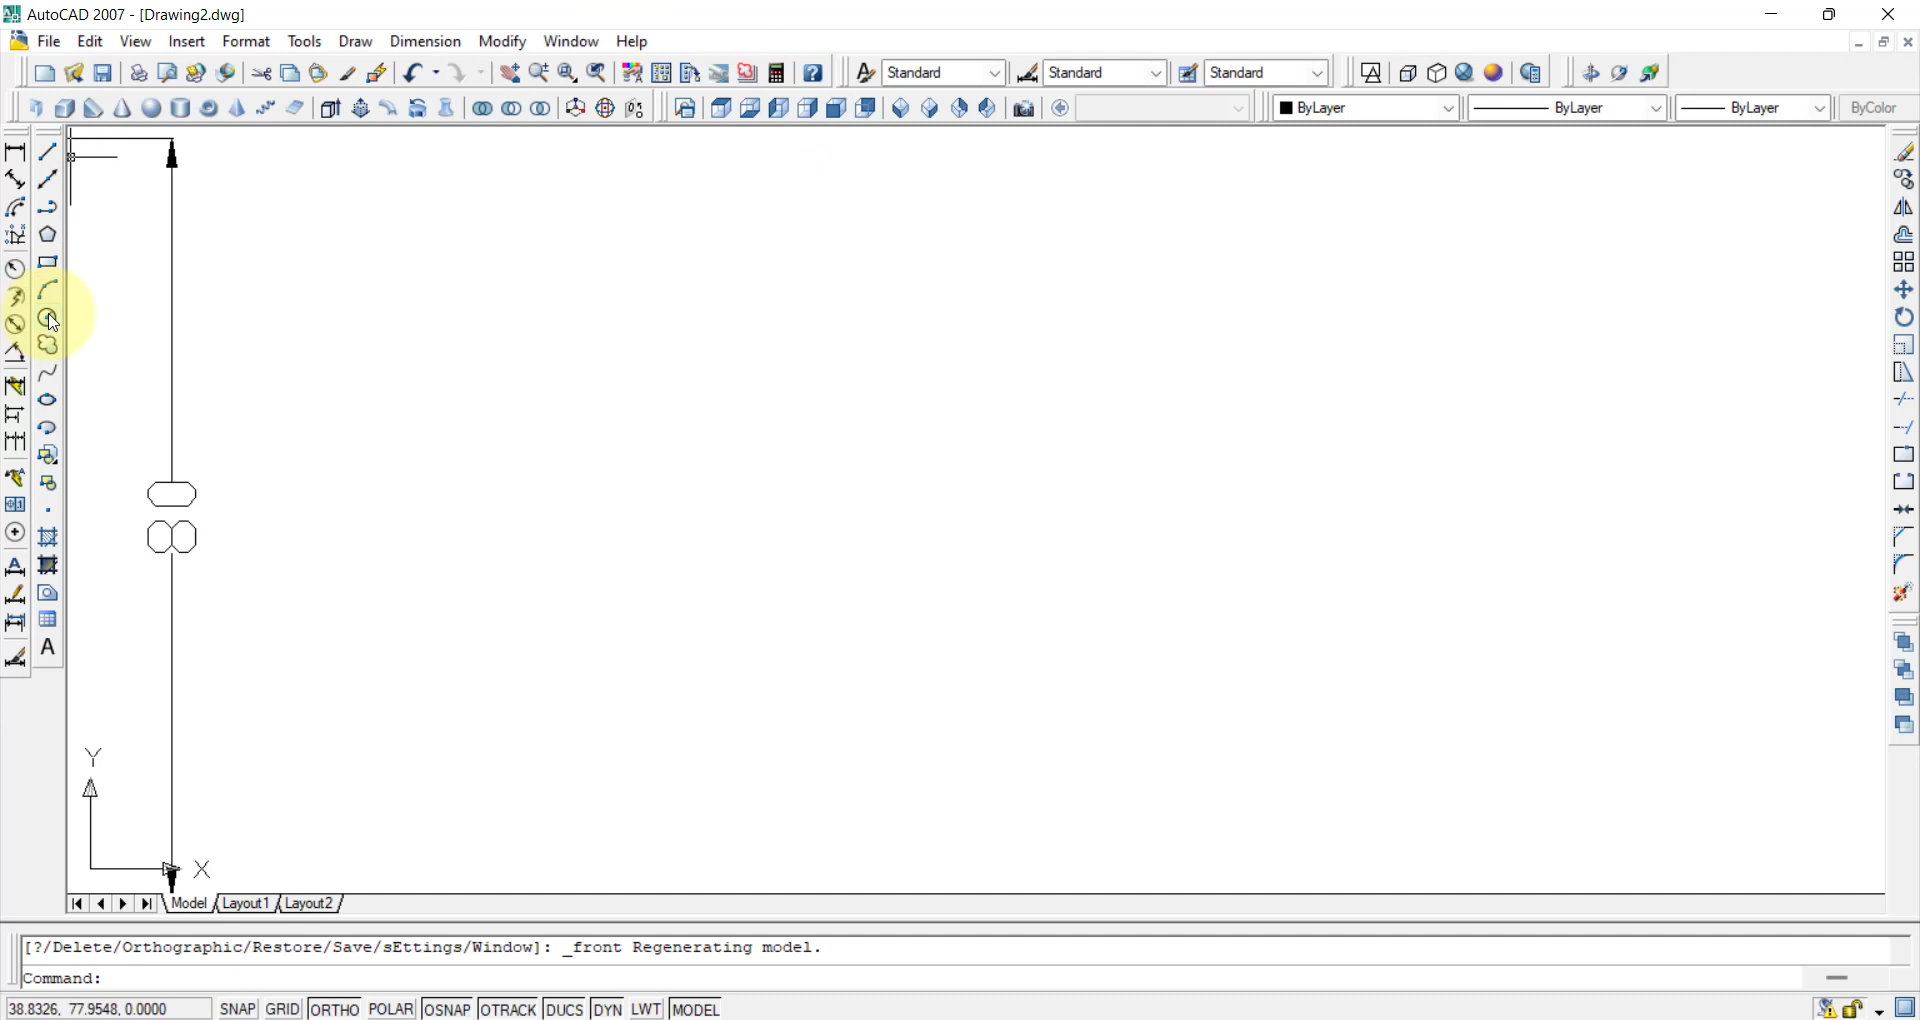 AutoCAD 2007 - [Drawing2.dwg]
File Edit View Insert Format Tools Draw Dimension Modify Window Help
Standard Standard Standard
ByLayer ByLayer ByLayer ByColor
80
Y
X
Model Layout1 Layout2
[?/Delete/Orthographic/Restore/Save/sEttings/Window]: _front Regenerating model.
Command:
38.8326, 77.9548, 0.0000 SNAP GRID ORTHO POLAR OSNAP OTRACK DUCS DYN LWT MODEL